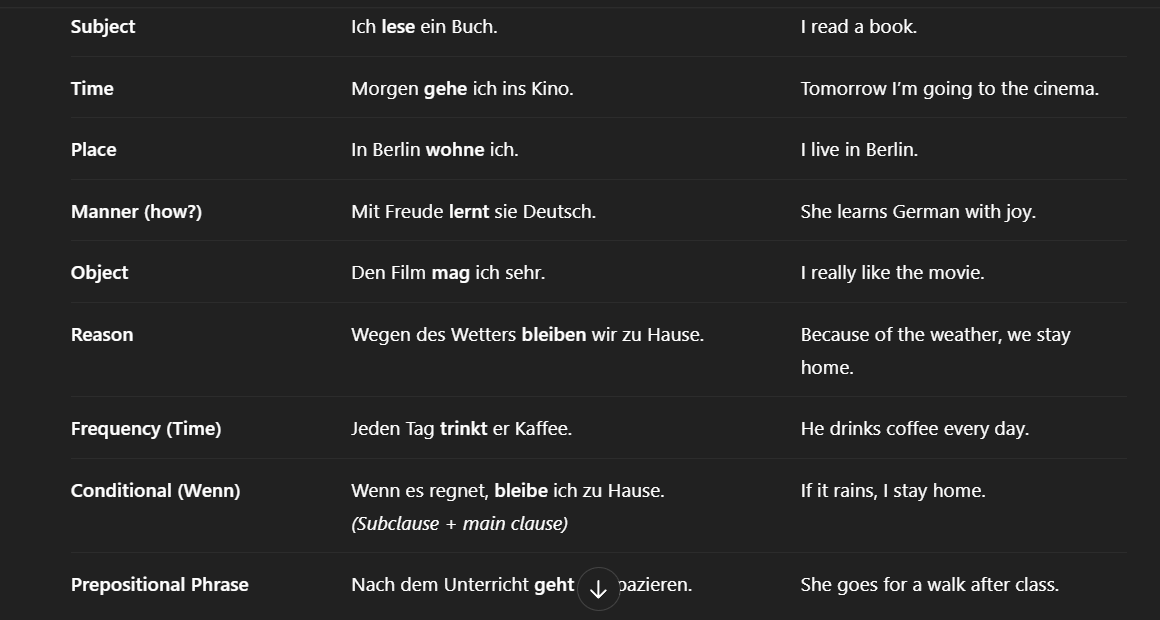 Subject Ich lese ein Buch. I read a book.
Time Morgen gehe ich ins Kino. Tomorrow I’m going to the cinema.
Place In Berlin wohne ich. I live in Berlin.
Manner (how?) Mit Freude lernt sie Deutsch. She learns German with joy.
Object Den Film mag ich sehr. I really like the movie.
Reason Wegen des Wetters bleiben wir zu Hause. Because of the weather, we stay
home.
Frequency (Time) Jeden Tag trinkt er Kaffee. He drinks coffee every day.
Conditional (Wenn) Wenn es regnet, bleibe ich zu Hause. If it rains, I stay home.
(Subclause + main clause)
Prepositional Phrase Nach dem Unterricht geht She goes for a walk after class.